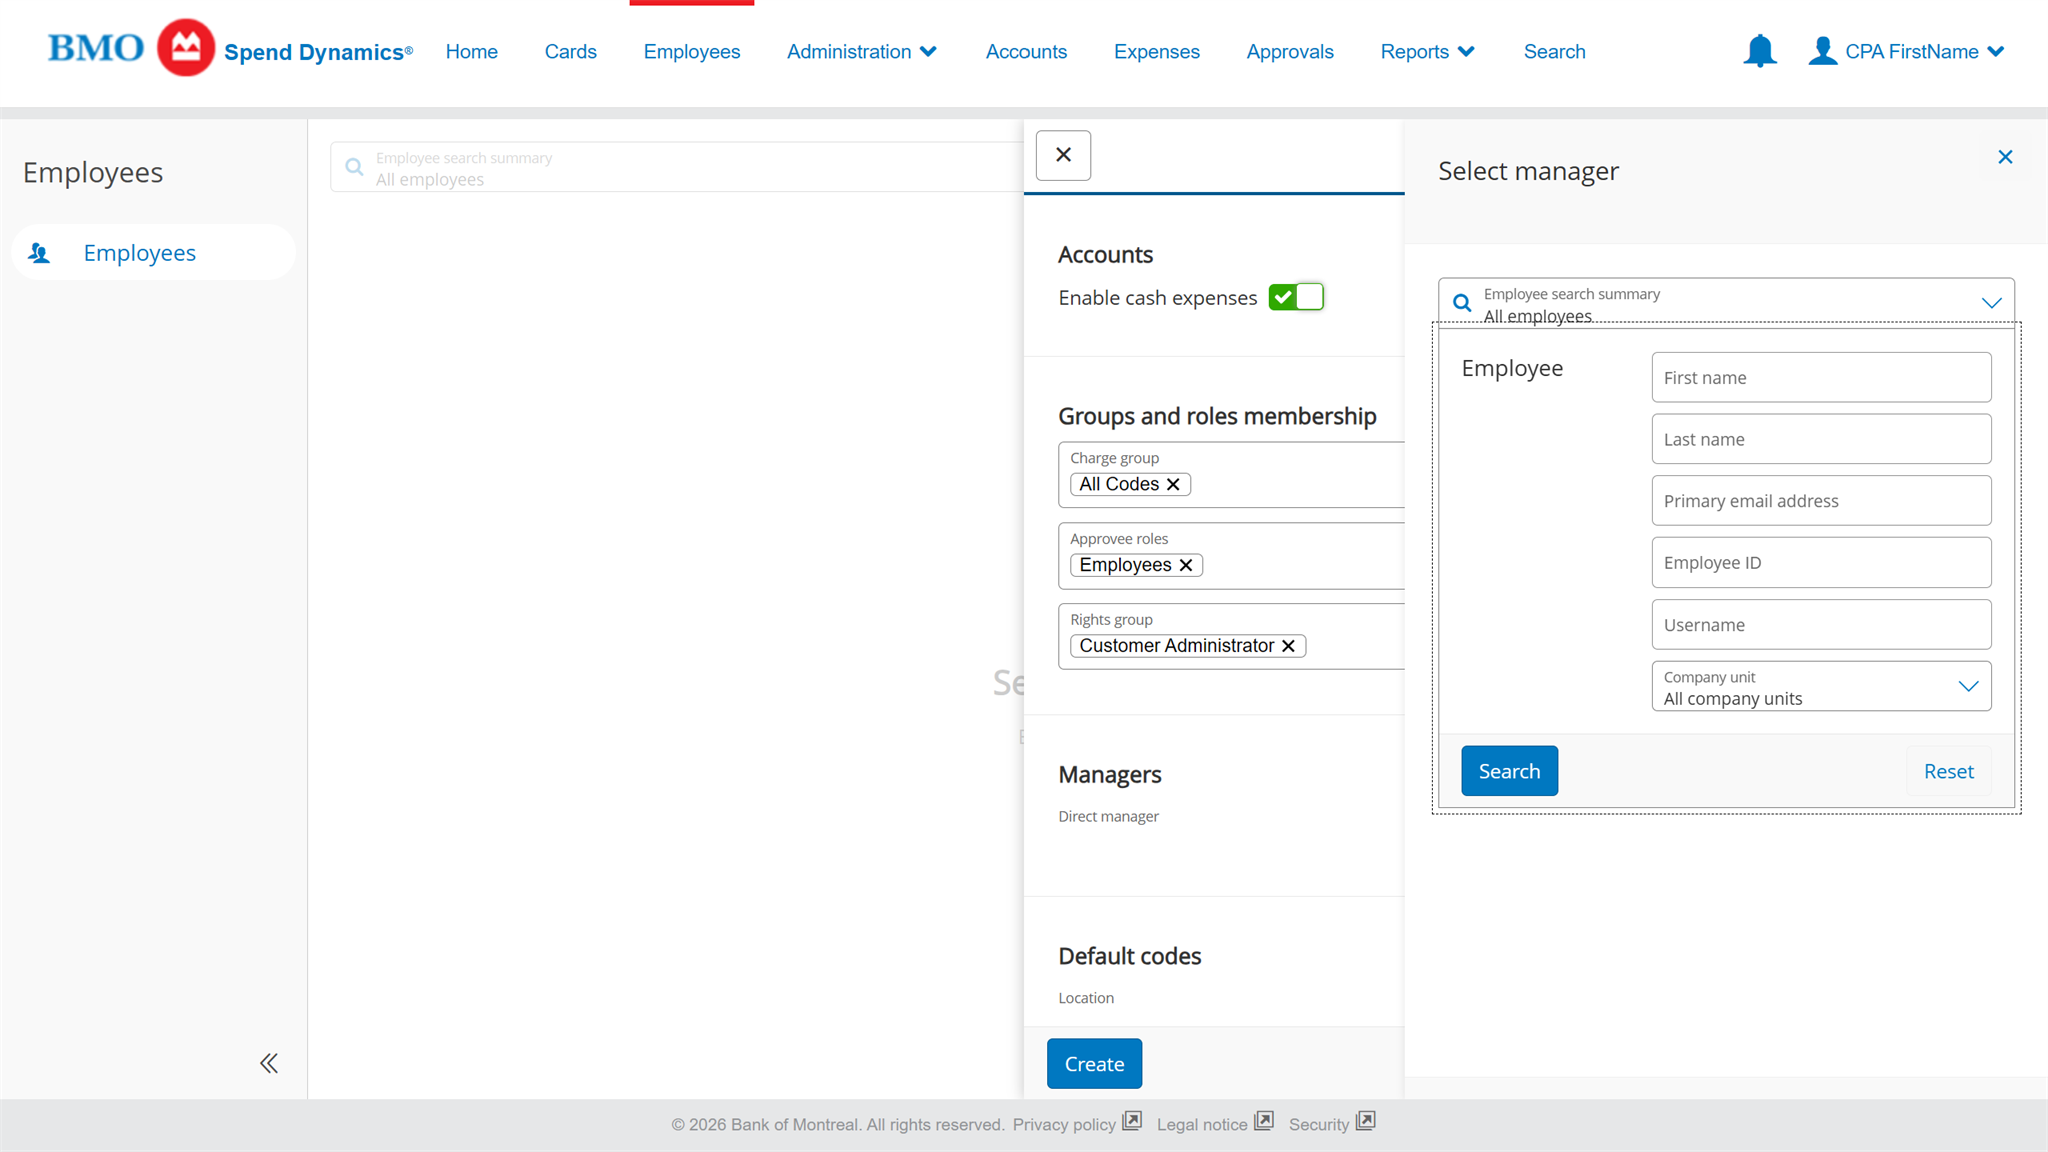 BMO Spend Dynamics®
Home
Cards
Employees
Administration
Accounts
Expenses
Approvals
Reports
Search
CPA FirstName
Employees
Employees
Employee search summary
All employees
Se
Accounts
Enable cash expenses
Groups and roles membership
Charge group
All Codes
Approvee roles
Employees
Rights group
Customer Administrator
Managers
Direct manager
Default codes
Location
Create
Select manager
Employee search summary
All employees
Employee
First name
Last name
Primary email address
Employee ID
Username
Company unit
All company units
Search
Reset
© 2026 Bank of Montreal. All rights reserved. Privacy policy Legal notice Security